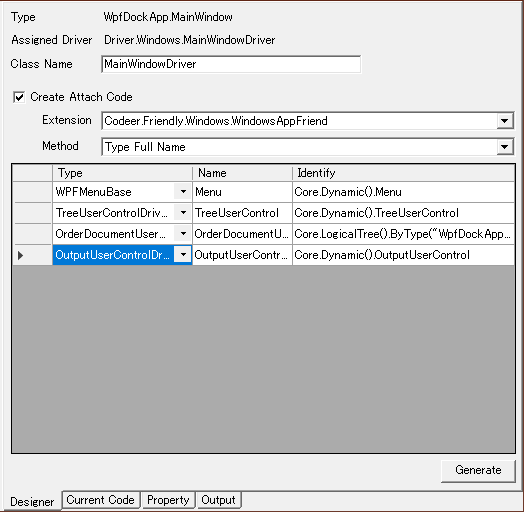 Type WpfDockApp.MainWindow
Assigned Driver Driver.Windows.MainWindowDriver
Class Name MainWindowDriver
Create Attach Code
Extension Codeer.Friendly.Windows.WindowsAppFriend
Method Type Full Name
Type Name Identify
WPFMenuBase Menu Core.Dynamic().Menu
TreeUserControlDriv... TreeUserControl Core.Dynamic().TreeUserControl
OrderDocumentUser... OrderDocumentU... Core.LogicalTree().ByType("WpfDockApp...
OutputUserControlDr... OutputUserContr... Core.Dynamic().OutputUserControl
Generate
Designer Current Code Property Output